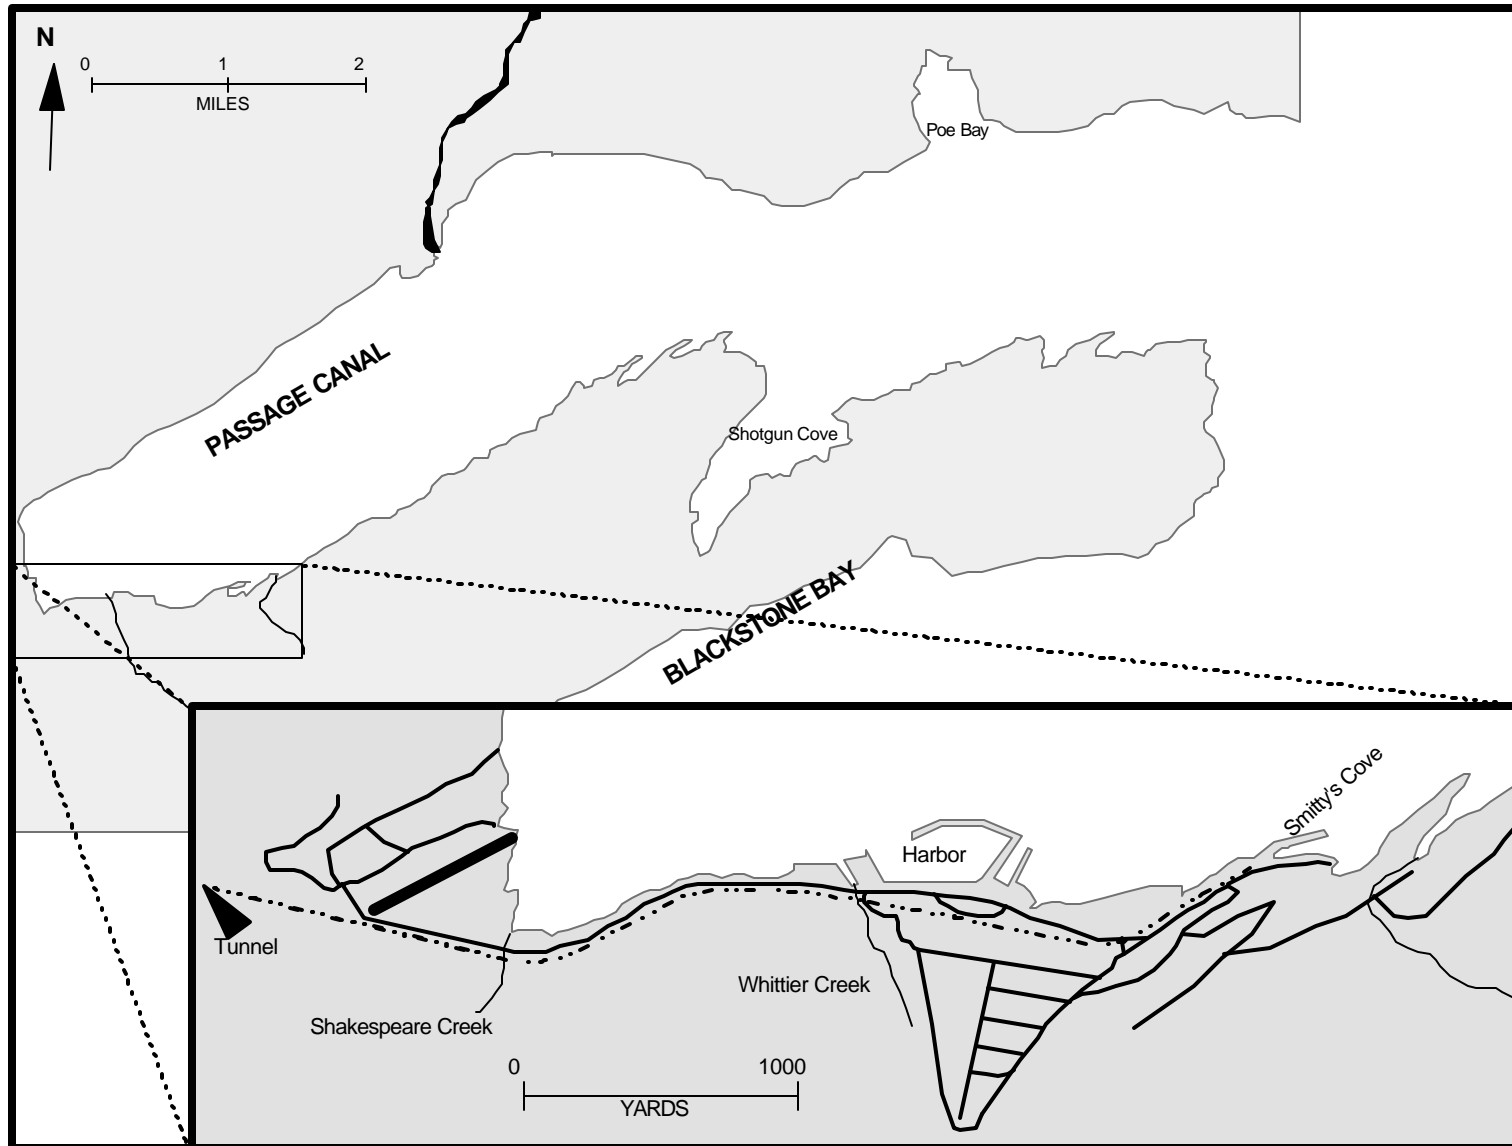 N
0 1 2
MILES
Poe Bay
PASSAGE CANAL
Shotgun Cove
BLACKSTONE BAY
Smitty's Cove
Harbor
Tunnel
Whittier Creek
Shakespeare Creek
0 1000
YARDS